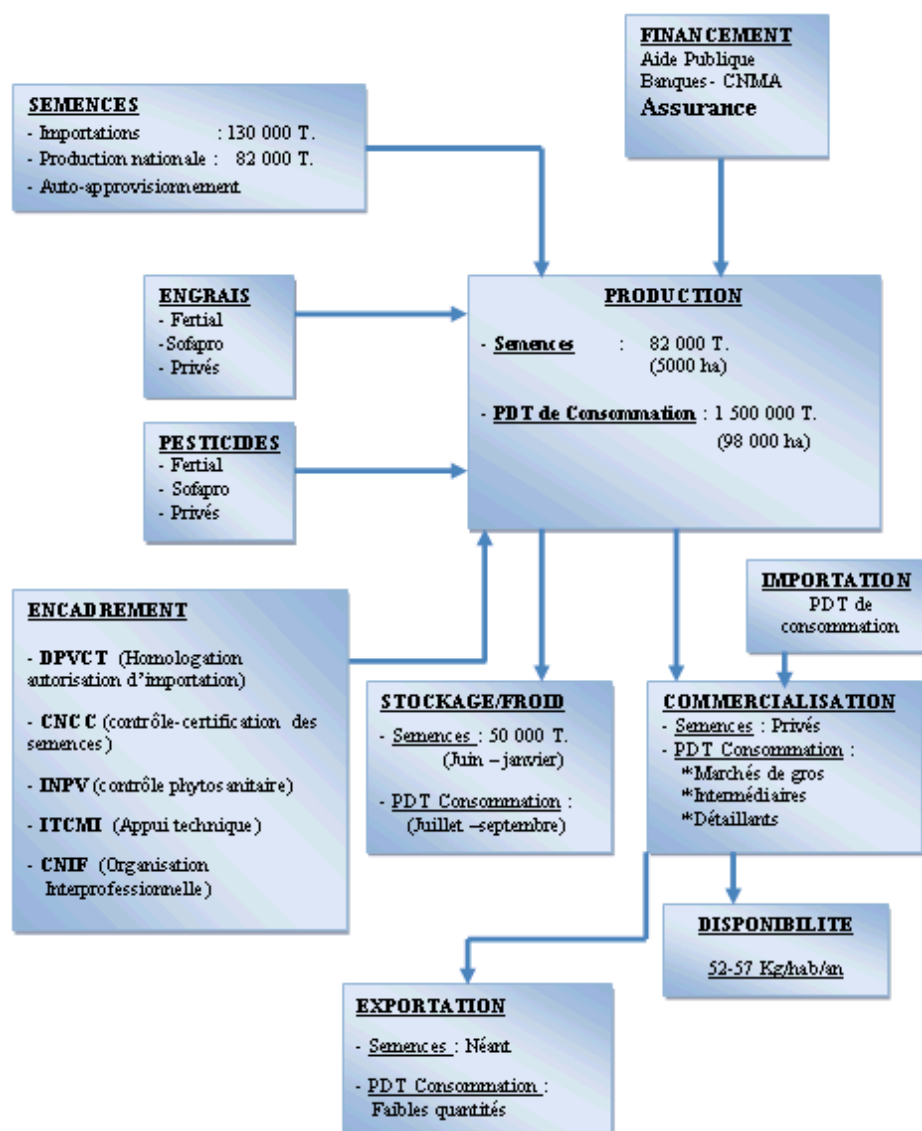 FINANCEMENT
Aide Publique
Banques- CNMA
Assurance
SEMENCES
- Importations : 130 000 T.
- Production nationale : 82 000 T.
- Auto-approvisionnement
ENGRAIS
- Fertial
-Sofapro
- Privés
PRODUCTION
- Semences : 82 000 T.
(5000 ha)
- PDT de Consommation : 1 500 000 T.
(98 000 ha)
PESTICIDES
- Fertial
- Sofapro
- Privés
ENCADREMENT
- DPVCT (Homologation
autorisation d'importation)
- CNCC (contrôle-certification des
semences)
- INPV (contrôle phytosanitaire)
- ITCMI (Appui technique)
- CNIF (Organisation
Interprofessionnelle)
STOCKAGE/FROID
- Semences : 50 000 T.
(Juin – janvier)
- PDT Consommation :
(Juillet –septembre)
IMPORTATION
PDT de
consommation
COMMERCIALISATION
- Semences : Privés
- PDT Consommation :
*Marchés de gros
*Intermédiaires
*Détaillants
DISPONIBILITE
52-57 Kg/hab/an
EXPORTATION
- Semences : Néant
- PDT Consommation :
Faibles quantités